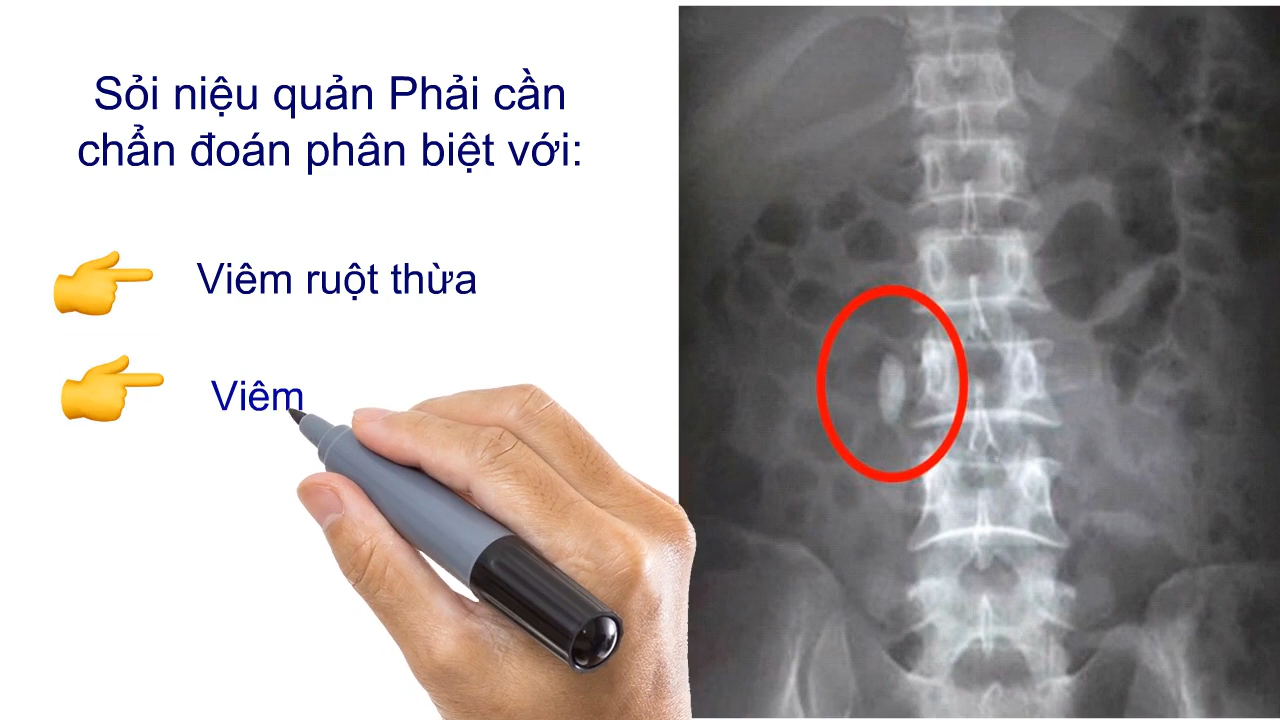 Sỏi niệu quản Phải cần
chẩn đoán phân biệt với:
Viêm ruột thừa
Viêm